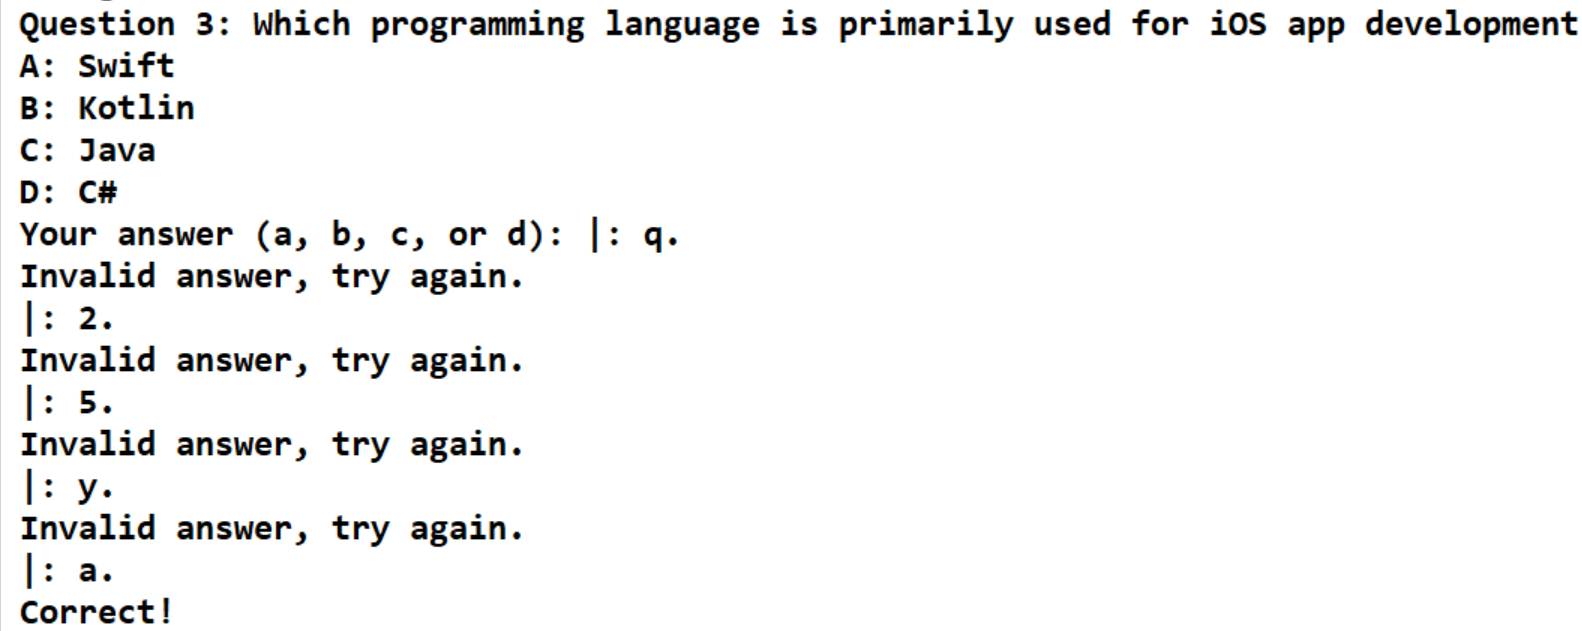 Question 3: Which programming language is primarily used for iOS app development
A: Swift
B: Kotlin
C: Java
D: C#
Your answer (a, b, c, or d): |: q.
Invalid answer, try again.
|: 2.
Invalid answer, try again.
|: 5.
Invalid answer, try again.
|: y.
Invalid answer, try again.
|: a.
Correct!